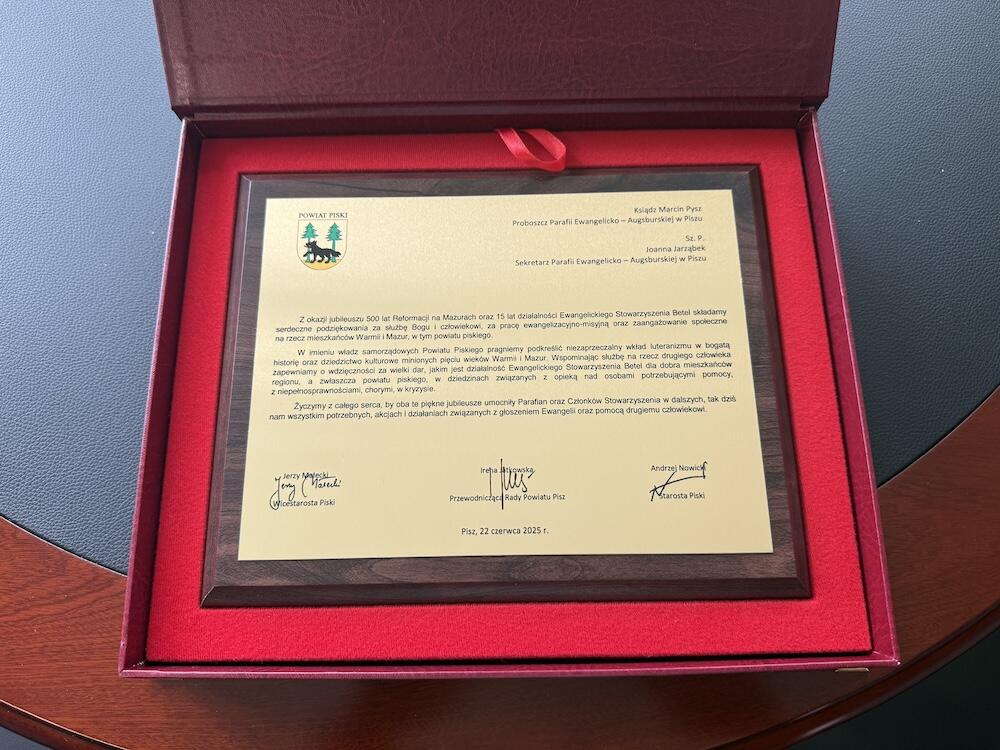 POWIAT PISKI
Ksiądz Marcin Pysz
Proboszcz Parafii Ewangelicko – Augsburskiej w Piszu
Sz. P.
Joanna Jarząbek
Sekretarz Parafii Ewangelicko – Augsburskiej w Piszu
Z okazji jubileuszu 500 lat Reformacji na Mazurach oraz 15 lat działalności Ewangelickiego Stowarzyszenia Betel składamy
serdeczne podziękowania za służbę Bogu i człowiekowi, za pracę ewangelizacyjno-misyjną oraz zaangażowanie społeczne
na rzecz mieszkańców Warmii i Mazur, w tym powiatu piskiego.
W imieniu władz samorządowych Powiatu Piskiego pragniemy podkreślić niezaprzeczalny wkład luteranizmu w bogatą
historię oraz dziedzictwo kulturowe minionych pięciu wieków Warmii i Mazur. Wspominając służbę na rzecz drugiego człowieka
zapewniamy o wdzięczności za wielki dar, jakim jest działalność Ewangelickiego Stowarzyszenia Betel dla dobra mieszkańców
regionu, a zwłaszcza powiatu piskiego, w dziedzinach związanych z opieką nad osobami potrzebującymi pomocy,
z niepełnosprawnościami, chorymi, w kryzysie.
Życzymy z całego serca, by oba te piękne jubileusze umocniły Parafian oraz Członków Stowarzyszenia w dalszych, tak dziś
nam wszystkim potrzebnych, akcjach i działaniach związanych z głoszeniem Ewangelii oraz pomocą drugiemu człowiekowi.
Jerzy Małecki
Jerzy Małecki
Wicestarosta Piski
Irena Jatkowska
Przewodnicząca Rady Powiatu Pisz
Andrzej Nowicki
Starosta Piski
Pisz, 22 czerwca 2025 r.